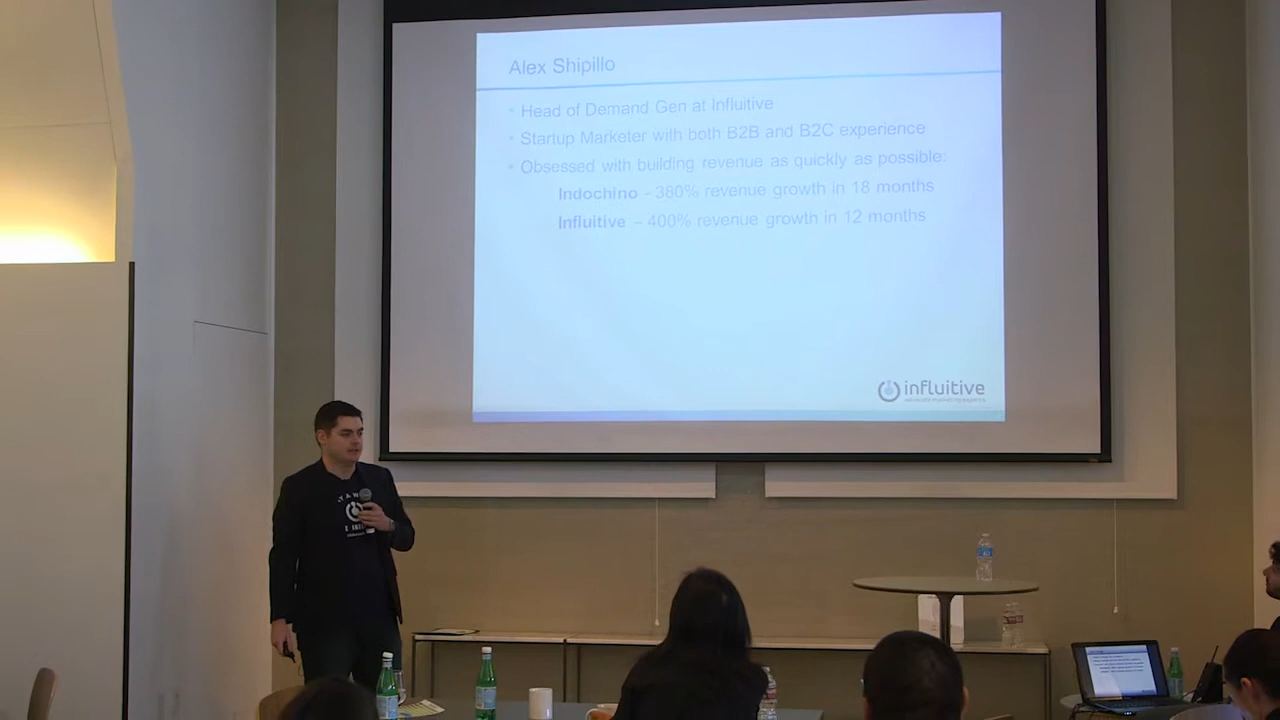 Alex Shipillo
• Head of Demand Gen at Influitive
• Startup Marketer with both B2B and B2C experience
• Obsessed with building revenue as quickly as possible:
Indochino - 380% revenue growth in 18 months
Influitive – 400% revenue growth in 12 months
influitive